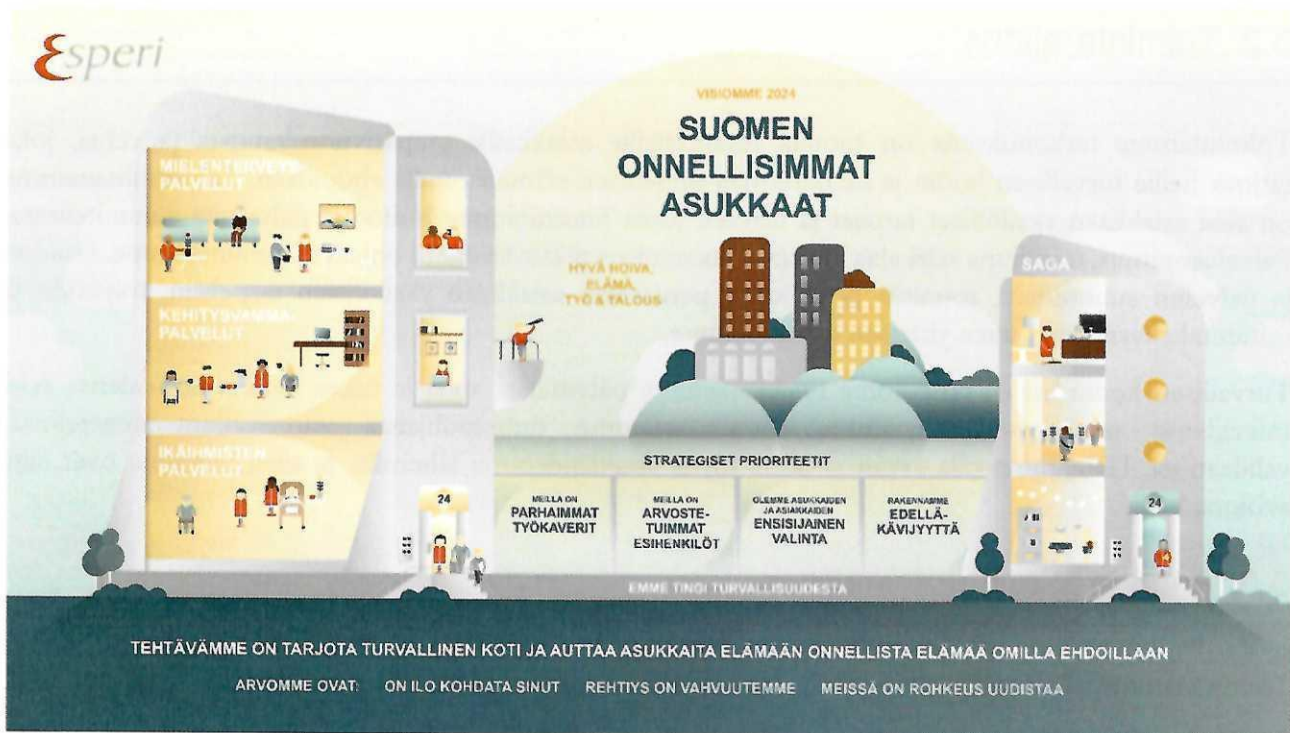 Esperi
VISIOMME 2024
SUOMEN
ONNELLISIMMAT
ASUKKAAT
HYVÄ HOIVA,
ELÄMÄ,
TYÖ & TALOUS
MIELENTERVEYS-
PALVELUT
KEHITYSVAMMA-
PALVELUT
IKÄIHMISTEN
PALVELUT
24
SAGA
24
STRATEGISET PRIORITEETIT
MEILLÄ ON
PARHAIMMAT
TYÖKAVERIT
MEILLÄ ON
ARVOSTE-
TUIMMAT
ESIHENKILÖT
OLEMME ASUKKAIDEN
JA ASIAKKAIDEN
ENSISIJAINEN
VALINTA
RAKENNAMME
EDELLÄ-
KÄVIJYYTTÄ
EMME TINGI TURVALLISUUDESTA
TEHTÄVÄMME ON TARJOTA TURVALLINEN KOTI JA AUTTAA ASUKKAITA ELÄMÄÄN ONNELLISTA ELÄMÄÄ OMILLA EHDOILLAAN
ARVOMME OVAT: ON ILO KOHDATA SINUT REHTIYS ON VAHVUUTEMME MEISSÄ ON ROHKEUS UUDISTAA